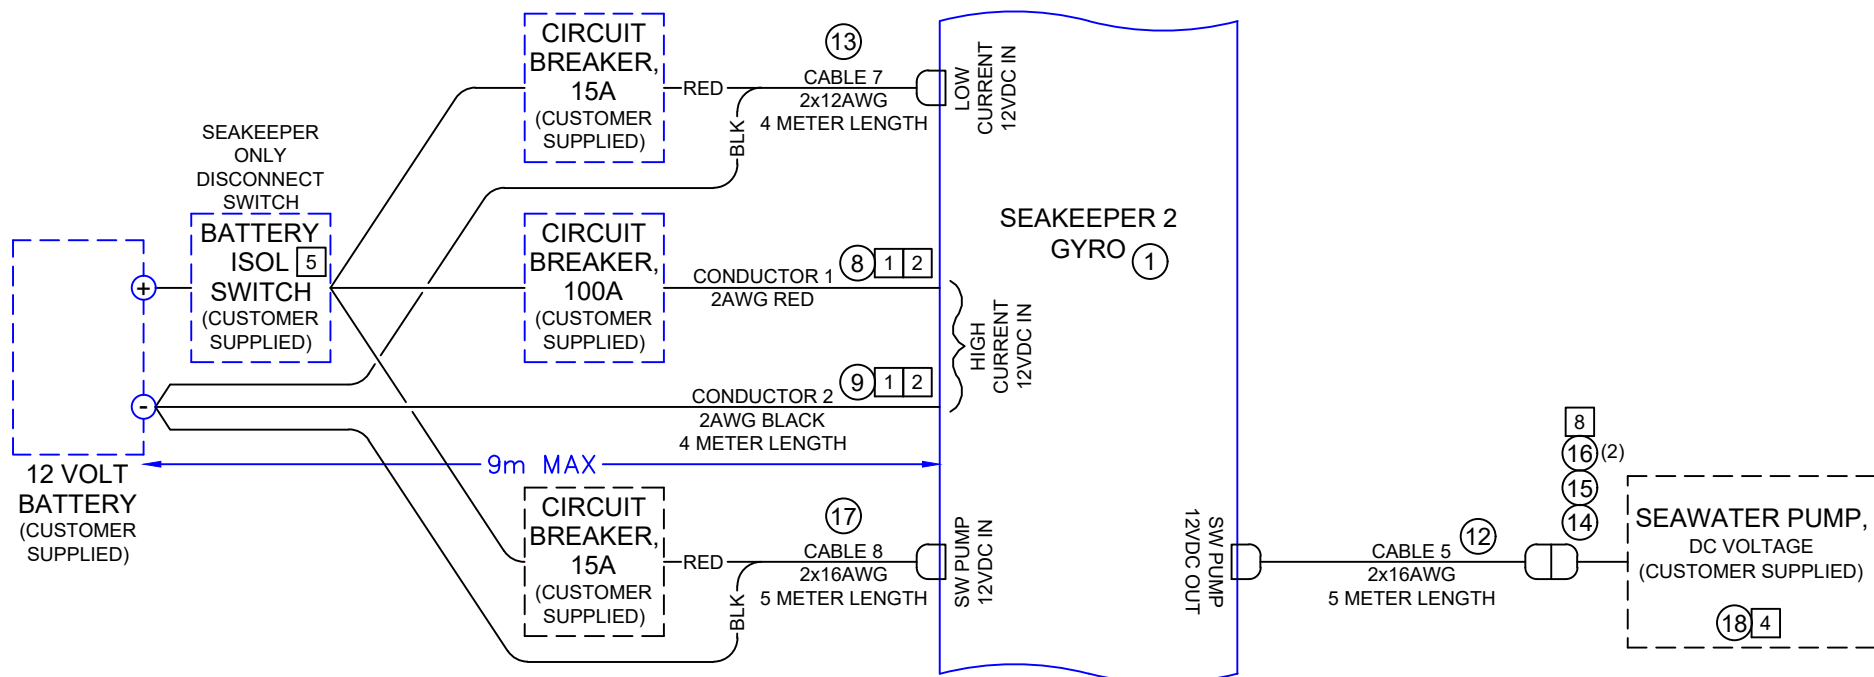 SEAKEEPER
ONLY
DISCONNECT
SWITCH
BATTERY
ISOL 5
SWITCH
(CUSTOMER
SUPPLIED)
+
-
12 VOLT
BATTERY
(CUSTOMER
SUPPLIED)
CIRCUIT
BREAKER,
15A
(CUSTOMER
SUPPLIED)
RED
BLK
13
CABLE 7
2x12AWG
4 METER LENGTH
LOW
CURRENT
12VDC IN
CIRCUIT
BREAKER,
100A
(CUSTOMER
SUPPLIED)
CONDUCTOR 1
8 1 2
2AWG RED
CONDUCTOR 2
9 1 2
2AWG BLACK
4 METER LENGTH
HIGH
CURRENT
12VDC IN
9m MAX
CIRCUIT
BREAKER,
15A
(CUSTOMER
SUPPLIED)
RED
BLK
17
CABLE 8
2x16AWG
5 METER LENGTH
SW PUMP
12VDC IN
SEAKEEPER 2
GYRO 1
SW PUMP
12VDC OUT
CABLE 5 12
2x16AWG
5 METER LENGTH
8
16 (2)
15
14
SEAWATER PUMP,
DC VOLTAGE
(CUSTOMER SUPPLIED)
18 4